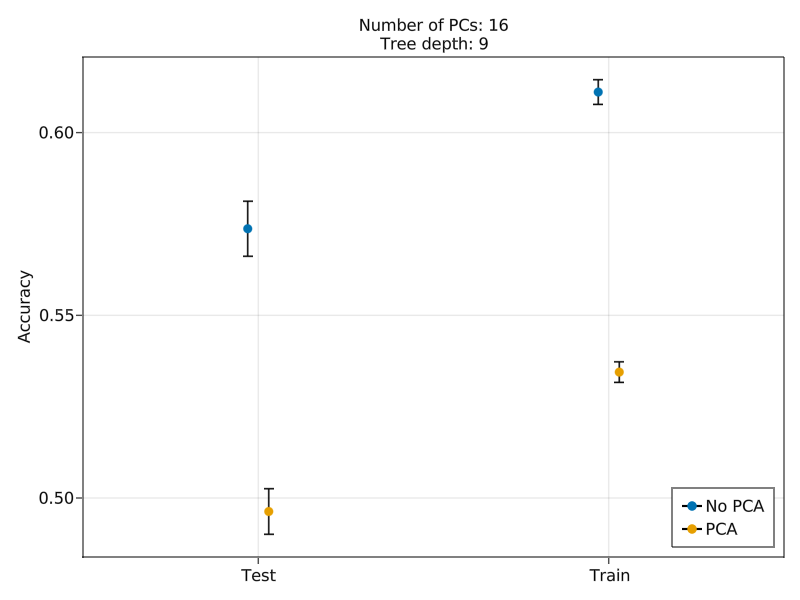 Number of PCs: 16
Tree depth: 9
Accuracy
0.60
0.55
0.50
Test
Train
No PCA
PCA